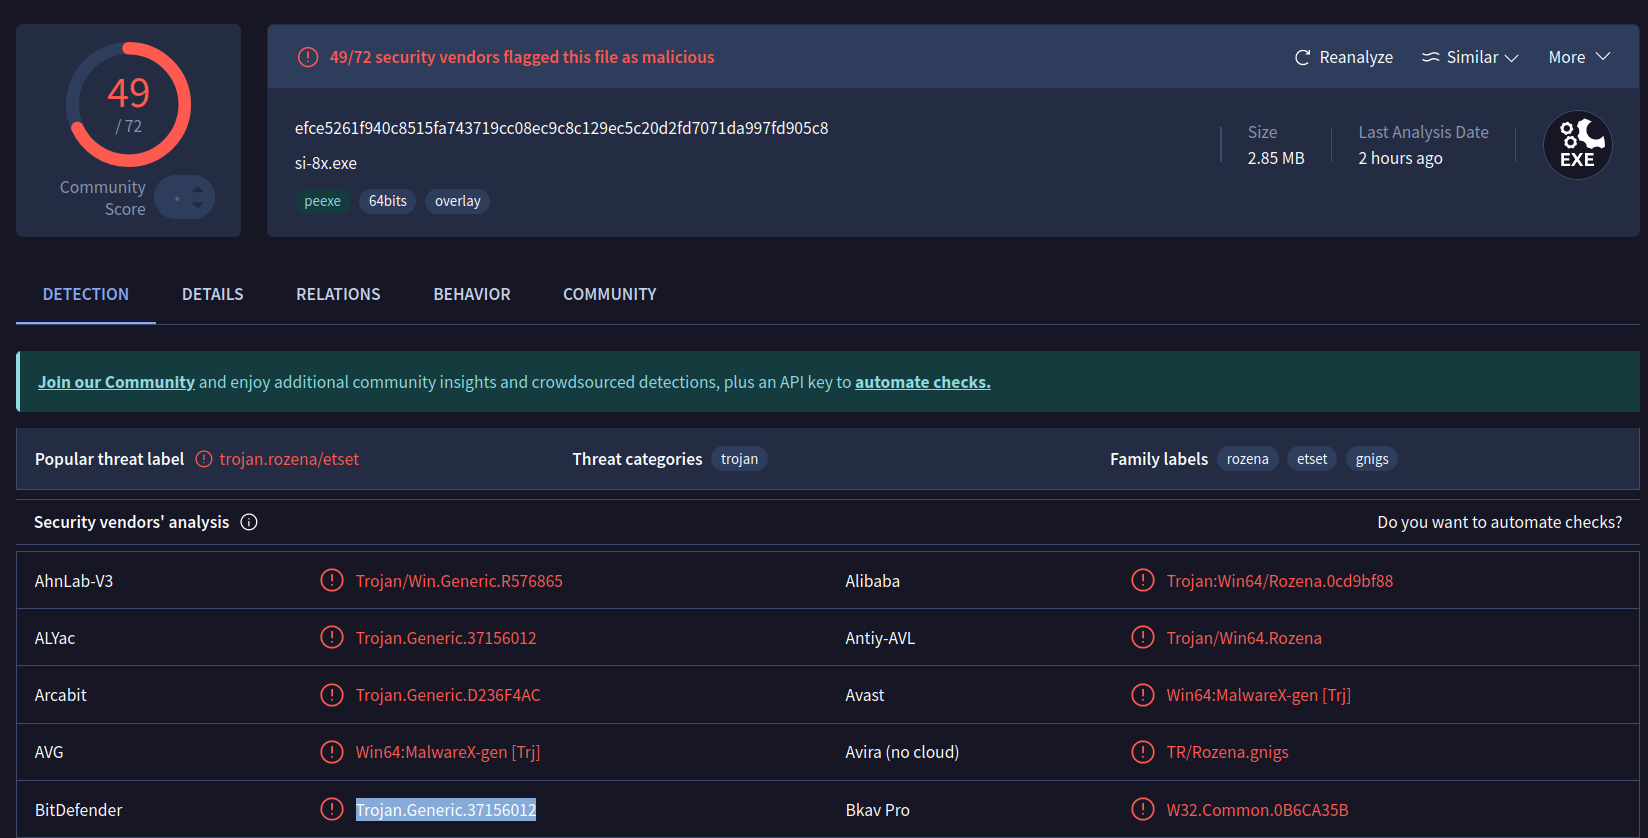 49
/ 72
Community
Score
49/72 security vendors flagged this file as malicious
Reanalyze
Similar
More
efce5261f940c8515fa743719cc08ec9c8c129ec5c20d2fd7071da997fd905c8
si-8x.exe
peexe 64bits overlay
Size
2.85 MB
Last Analysis Date
2 hours ago
EXE
DETECTION DETAILS RELATIONS BEHAVIOR COMMUNITY
Join our Community and enjoy additional community insights and crowdsourced detections, plus an API key to automate checks.
Popular threat label trojan.rozena/etset Threat categories trojan Family labels rozena etset gnigs
Security vendors' analysis Do you want to automate checks?
AhnLab-V3 Trojan/Win.Generic.R576865 Alibaba Trojan:Win64/Rozena.0cd9bf88
ALYac Trojan.Generic.37156012 Antiy-AVL Trojan/Win64.Rozena
Arcabit Trojan.Generic.D236F4AC Avast Win64:MalwareX-gen [Trj]
AVG Win64:MalwareX-gen [Trj] Avira (no cloud) TR/Rozena.gnigs
BitDefender Trojan.Generic.37156012 Bkav Pro W32.Common.0B6CA35B